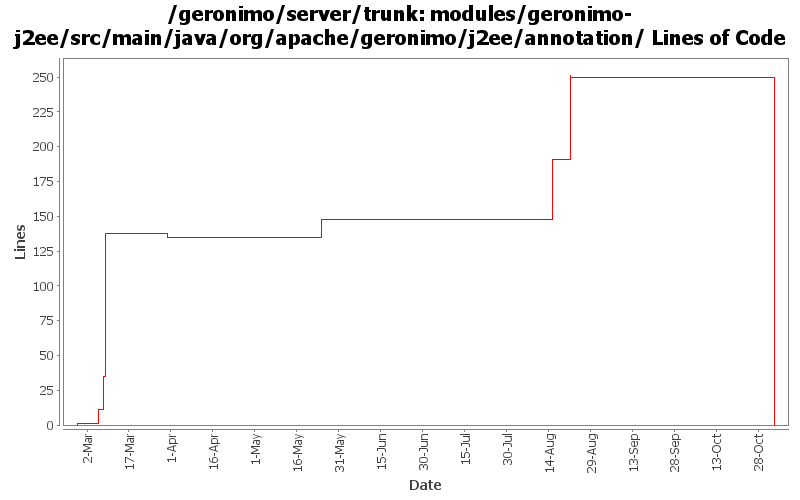 /geronimo/server/trunk: modules/geronimo-
j2ee/src/main/java/org/apache/geronimo/j2ee/annotation/ Lines of Code
Lines
250
225
200
175
150
125
100
75
50
25
0
2-Mar
17-Mar
1-Apr
16-Apr
1-May
16-May
31-May
15-Jun
30-Jun
15-Jul
30-Jul
14-Aug
29-Aug
13-Sep
28-Sep
13-Oct
28-Oct
Date